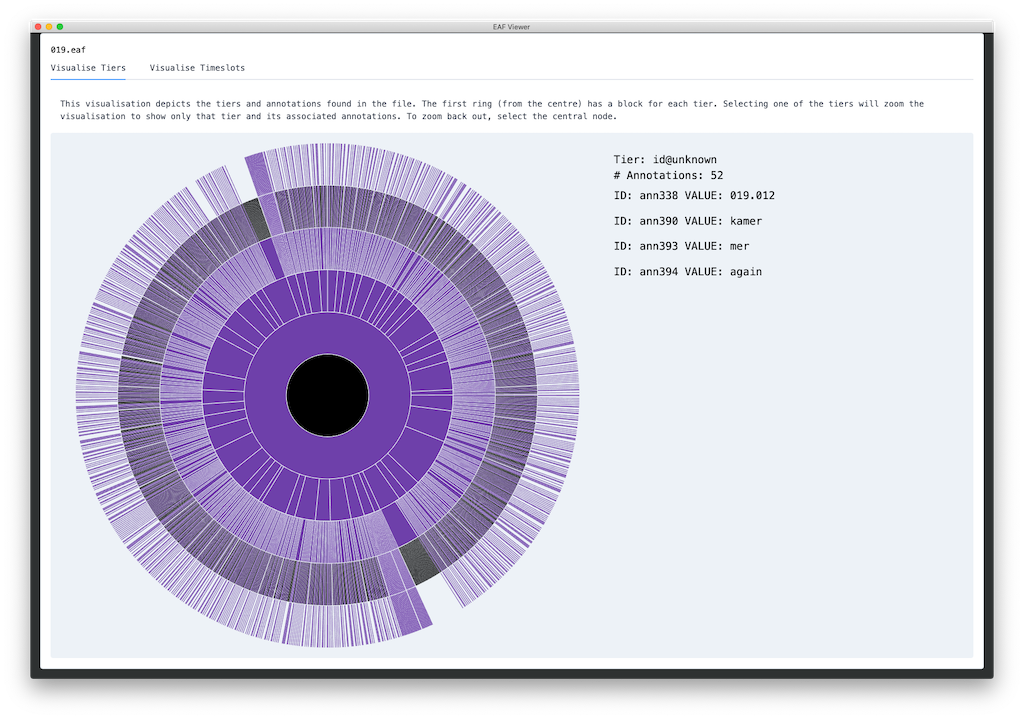 EAF Viewer
019.eaf
Visualise Tiers Visualise Timeslots
This visualisation depicts the tiers and annotations found in the file. The first ring (from the centre) has a block for each tier. Selecting one of the tiers will zoom the
visualisation to show only that tier and its associated annotations. To zoom back out, select the central node.
Tier: id@unknown
# Annotations: 52
ID: ann338 VALUE: 019.012
ID: ann390 VALUE: kamer
ID: ann393 VALUE: mer
ID: ann394 VALUE: again